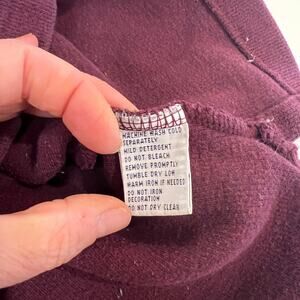 MACHINE WASH COLD
SEPARATELY
MILD DETERGENT
DO NOT BLEACH
REMOVE PROMPTLY
TUMBLE DRY LOW
WARM IRON IF NEEDED
DO NOT IRON
DECORATION
DO NOT DRY CLEAN